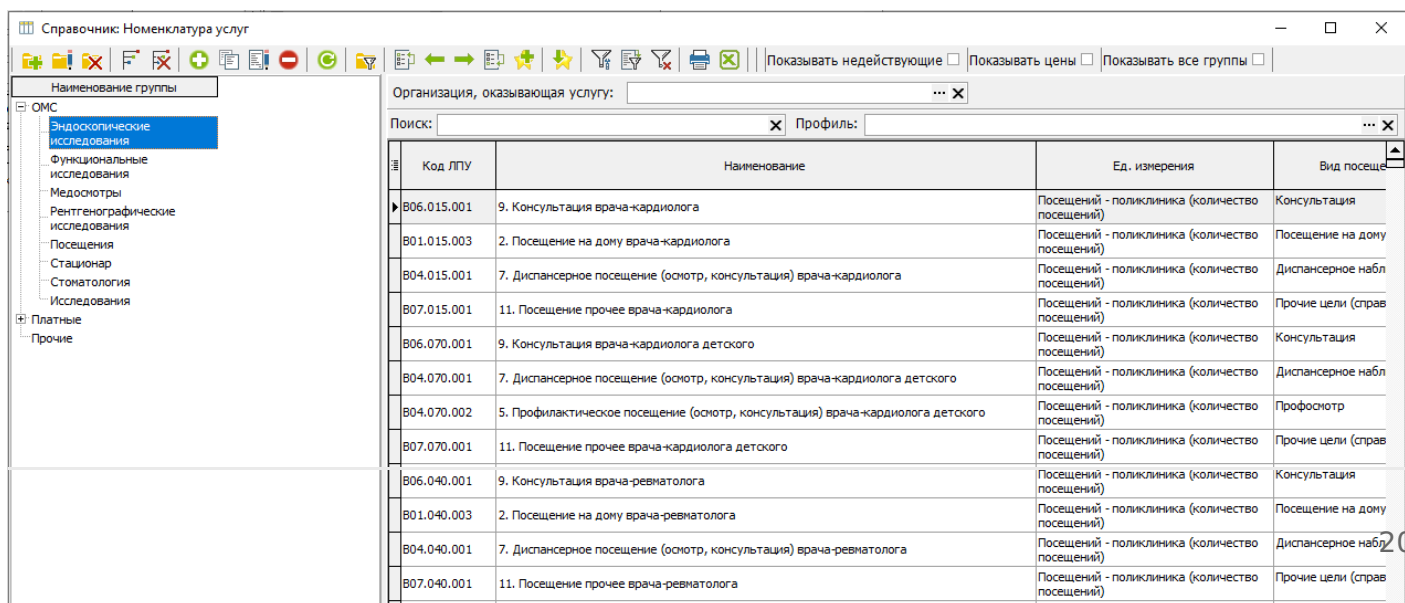 Справочник: Номенклатура услуг
Показывать недействующие Показывать цены Показывать все группы
Наименование группы
ОМС
Эндоскопические
исследования
Функциональные
исследования
Медосмотры
Рентгенографические
исследования
Посещения
Стационар
Стоматология
Исследования
Платные
Прочие
Организация, оказывающая услугу: ...
Поиск: Профиль: ...
Код ЛПУ Наименование Ед. измерения Вид посеще
B06.015.001 9. Консультация врача-кардиолога Посещений - поликлиника (количество Консультация
посещений)
B01.015.003 2. Посещение на дому врача-кардиолога Посещений - поликлиника (количество Посещение на дому
посещений)
B04.015.001 7. Диспансерное посещение (осмотр, консультация) врача-кардиолога Посещений - поликлиника (количество Диспансерное набл
посещений)
B07.015.001 11. Посещение прочее врача-кардиолога Посещений - поликлиника (количество Прочие цели (справ
посещений)
B06.070.001 9. Консультация врача-кардиолога детского Посещений - поликлиника (количество Консультация
посещений)
B04.070.001 7. Диспансерное посещение (осмотр, консультация) врача-кардиолога детского Посещений - поликлиника (количество Диспансерное набл
посещений)
B04.070.002 5. Профилактическое посещение (осмотр, консультация) врача-кардиолога детского Посещений - поликлиника (количество Профосмотр
посещений)
B07.070.001 11. Посещение прочее врача-кардиолога детского Посещений - поликлиника (количество Прочие цели (справ
посещений)
B06.040.001 9. Консультация врача-ревматолога Посещений - поликлиника (количество Консультация
посещений)
B01.040.003 2. Посещение на дому врача-ревматолога Посещений - поликлиника (количество Посещение на дому
посещений)
B04.040.001 7. Диспансерное посещение (осмотр, консультация) врача-ревматолога Посещений - поликлиника (количество Диспансерное набл
посещений)
20
B07.040.001 11. Посещение прочее врача-ревматолога Посещений - поликлиника (количество Прочие цели (справ
посещений)